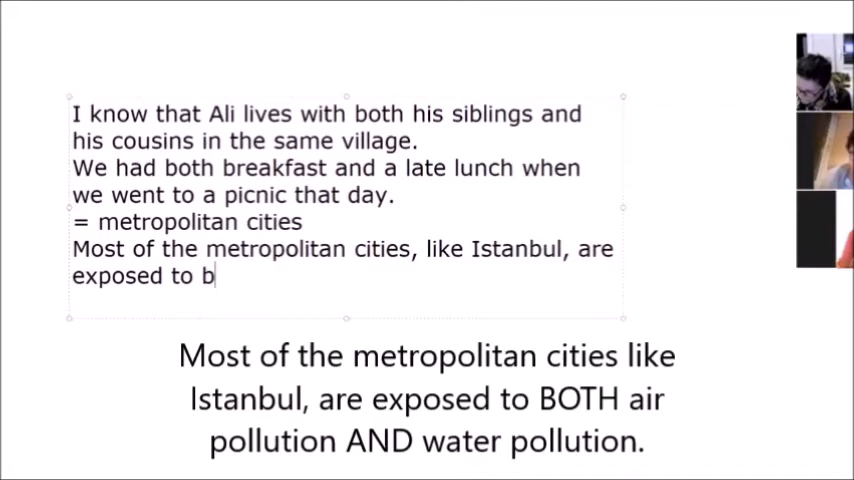 I know that Ali lives with both his siblings and
his cousins in the same village.
We had both breakfast and a late lunch when
we went to a picnic that day.
= metropolitan cities
Most of the metropolitan cities, like Istanbul, are
exposed to b
Most of the metropolitan cities like
Istanbul, are exposed to BOTH air
pollution AND water pollution.